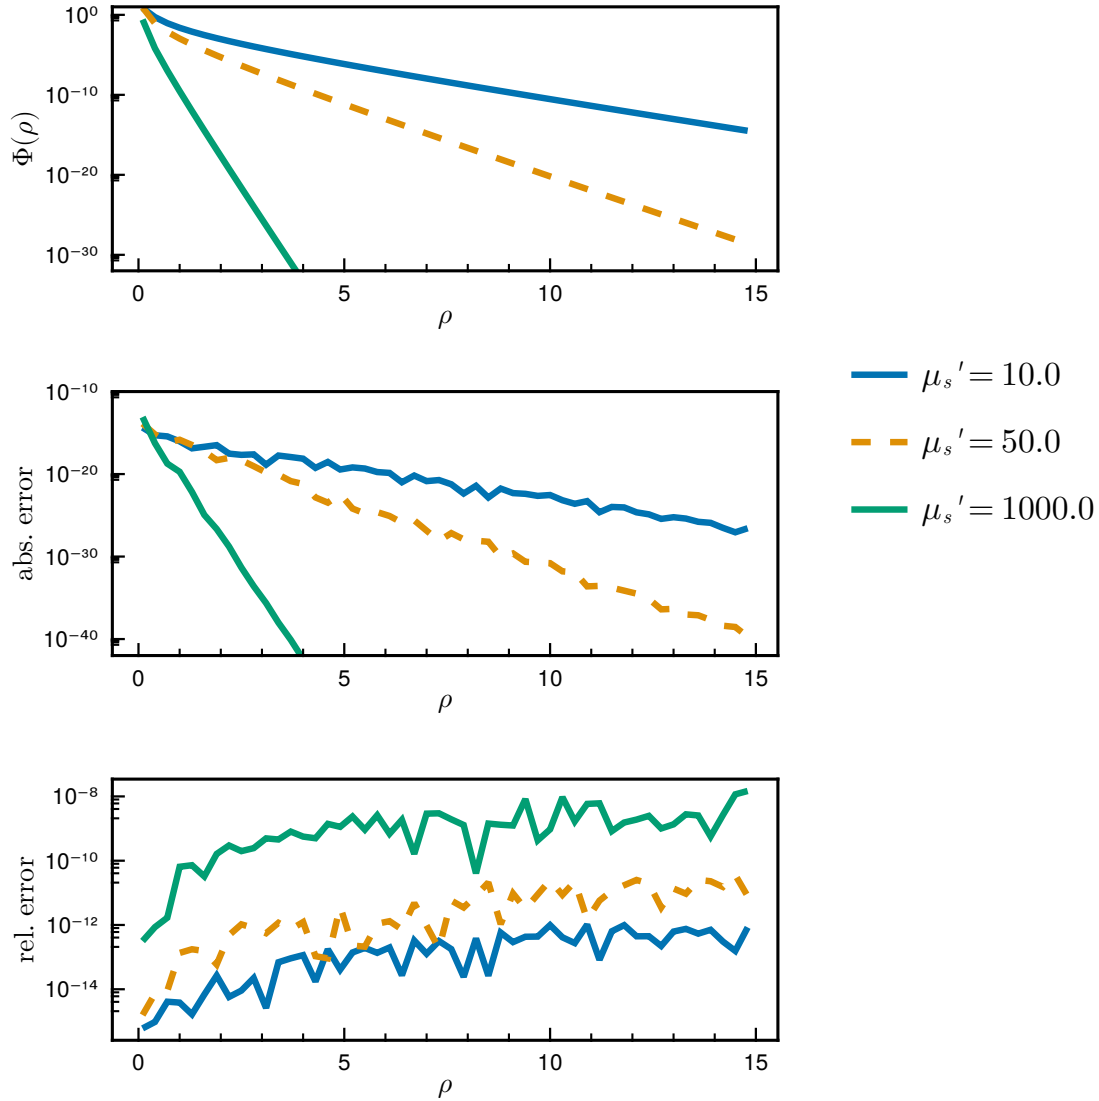 10⁰
10⁻¹⁰
10⁻²⁰
10⁻³⁰
Φ(ρ)
0 5 10 15
ρ
10⁻¹⁰
10⁻²⁰
10⁻³⁰
10⁻⁴⁰
abs. error
0 5 10 15
ρ
μₛ′ = 10.0
μₛ′ = 50.0
μₛ′ = 1000.0
10⁻⁸
10⁻¹⁰
10⁻¹²
10⁻¹⁴
rel. error
0 5 10 15
ρ